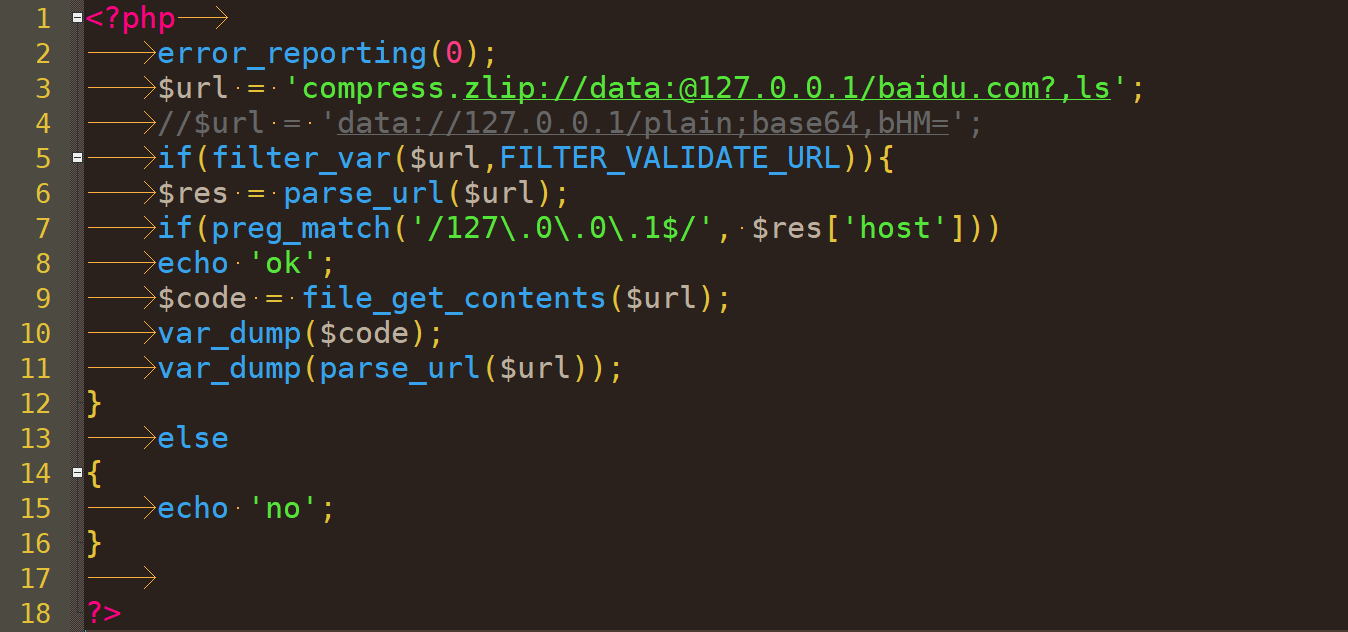 1 <?php
2 error_reporting(0);
3 $url = 'compress.zlip://data:@127.0.0.1/baidu.com?,ls';
4 //$url = 'data://127.0.0.1/plain;base64,bHM=';
5 if(filter_var($url,FILTER_VALIDATE_URL)){
6 $res = parse_url($url);
7 if(preg_match('/127\.0\.0\.1$/', $res['host']))
8 echo 'ok';
9 $code = file_get_contents($url);
10 var_dump($code);
11 var_dump(parse_url($url));
12 }
13 else
14 {
15 echo 'no';
16 }
17
18 ?>